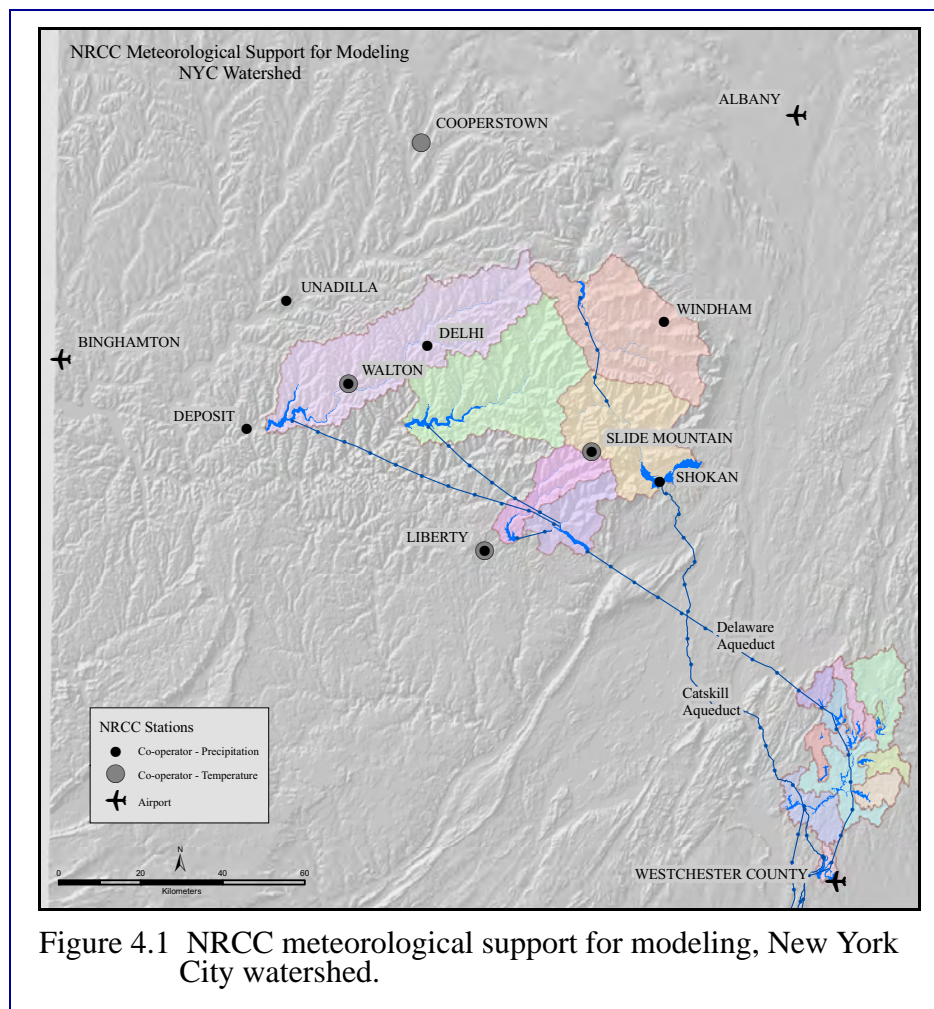 NRCC Meteorological Support for Modeling
NYC Watershed
ALBANY
COOPERSTOWN
UNADILLA
WINDHAM
BINGHAMTON
DELHI
WALTON
DEPOSIT
SLIDE MOUNTAIN
SHOKAN
LIBERTY
Delaware
Aqueduct
Catskill
Aqueduct
NRCC Stations
Co-operator - Precipitation
Co-operator - Temperature
Airport
N
0 20 40 60
Kilometers
WESTCHESTER COUNTY
Figure 4.1 NRCC meteorological support for modeling, New York
City watershed.